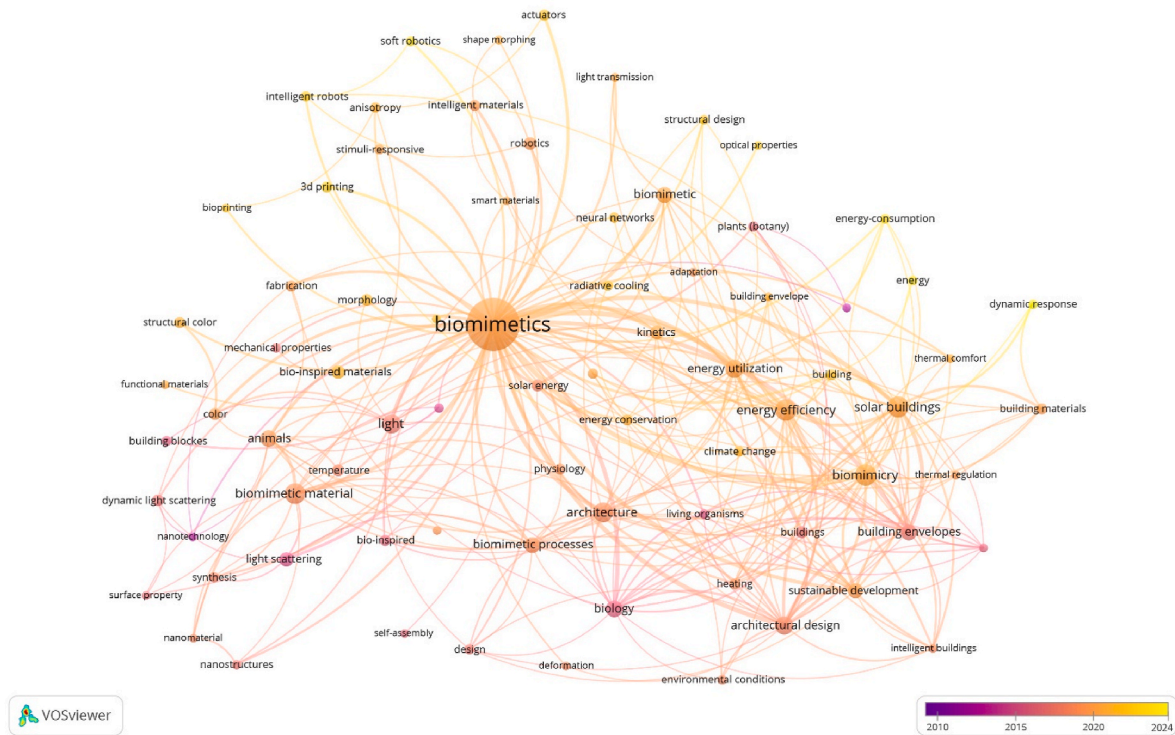 actuators
soft robotics
shape morphing
light transmission
intelligent robots
anisotropy
intelligent materials
structural design
stimuli-responsive
robotics
optical properties
3d printing
biomimetic
smart materials
bioprinting
neural networks
plants (botany)
energy-consumption
adaptation
fabrication
radiative cooling
energy
morphology
building envelope
dynamic response
structural color
biomimetics
kinetics
mechanical properties
thermal comfort
bio-inspired materials
energy utilization
building
functional materials
solar energy
color
light
energy conservation
energy efficiency
solar buildings
building materials
building blockes
animals
climate change
temperature
physiology
biomimicry
thermal regulation
biomimetic material
dynamic light scattering
architecture
living organisms
nanotechnology
bio-inspired
biomimetic processes
buildings
building envelopes
light scattering
synthesis
heating
sustainable development
surface property
biology
nanomaterial
self-assembly
architectural design
nanostructures
design
deformation
environmental conditions
intelligent buildings
VOSviewer
2010
2015
2020
2024